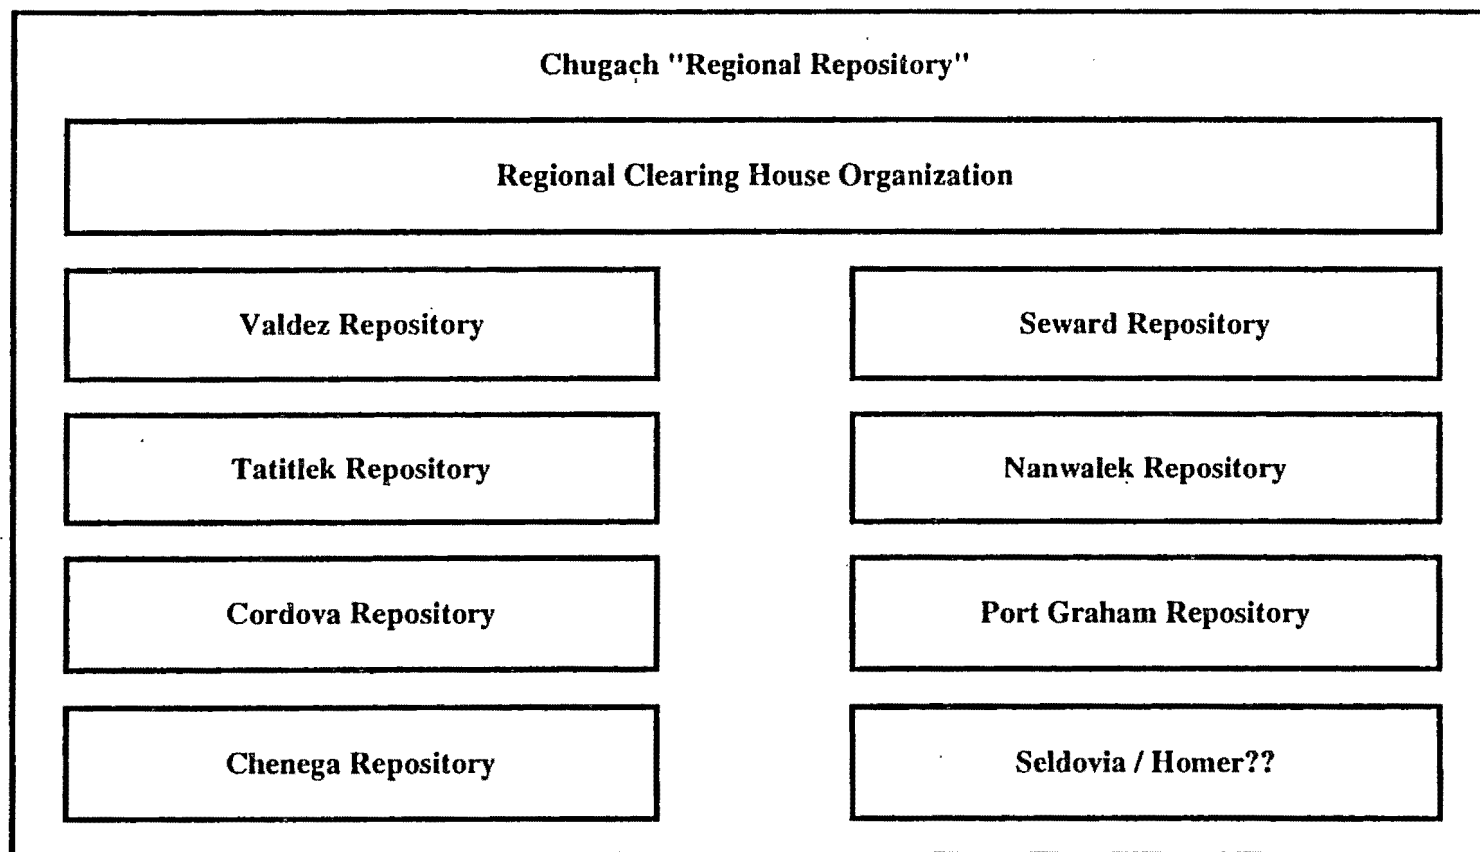 Chugach "Regional Repository"
Regional Clearing House Organization
Valdez Repository
Seward Repository
Tatitlek Repository
Nanwalek Repository
Cordova Repository
Port Graham Repository
Chenega Repository
Seldovia / Homer??